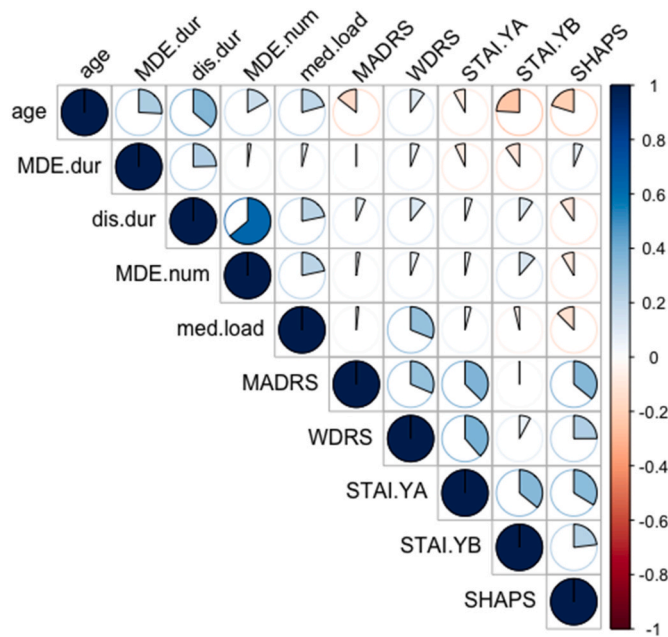 age MDE.dur dis.dur MDE.num med.load MADRS WDRS STAI.YA STAI.YB SHAPS
age
MDE.dur
dis.dur
MDE.num
med.load
MADRS
WDRS
STAI.YA
STAI.YB
SHAPS
1
0.8
0.6
0.4
0.2
0
-0.2
-0.4
-0.6
-0.8
-1